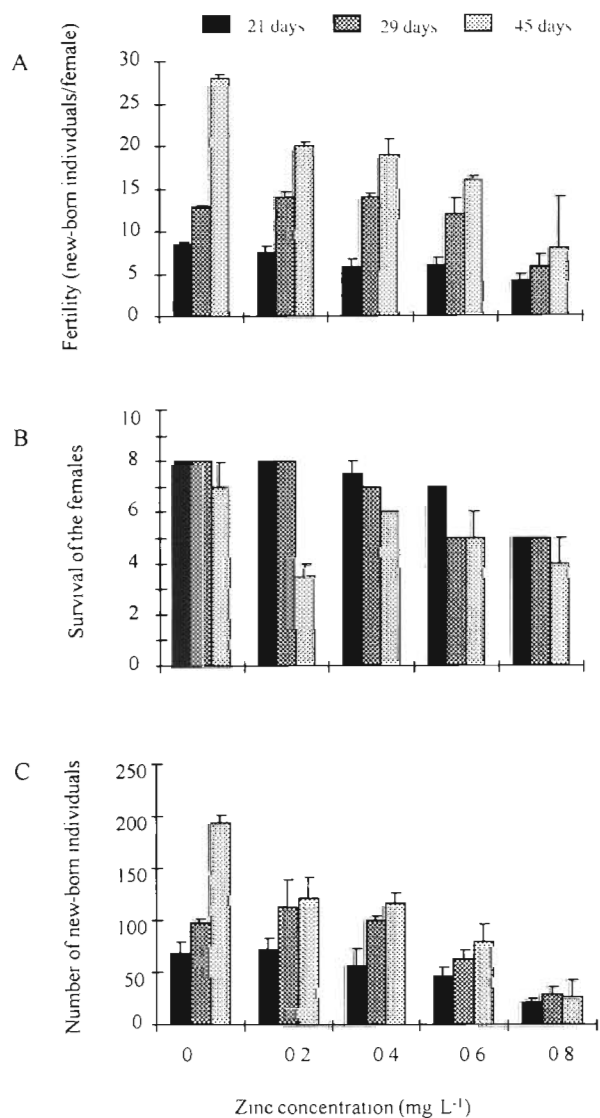 21 days 29 days 45 days
A
Fertility (new-born individuals/female)
30
25
20
15
10
5
0
B
Survival of the females
10
8
6
4
2
0
C
Number of new-born individuals
250
200
150
100
50
0
0 0 2 0 4 0 6 0 8
Zinc concentration (mg L⁻¹)